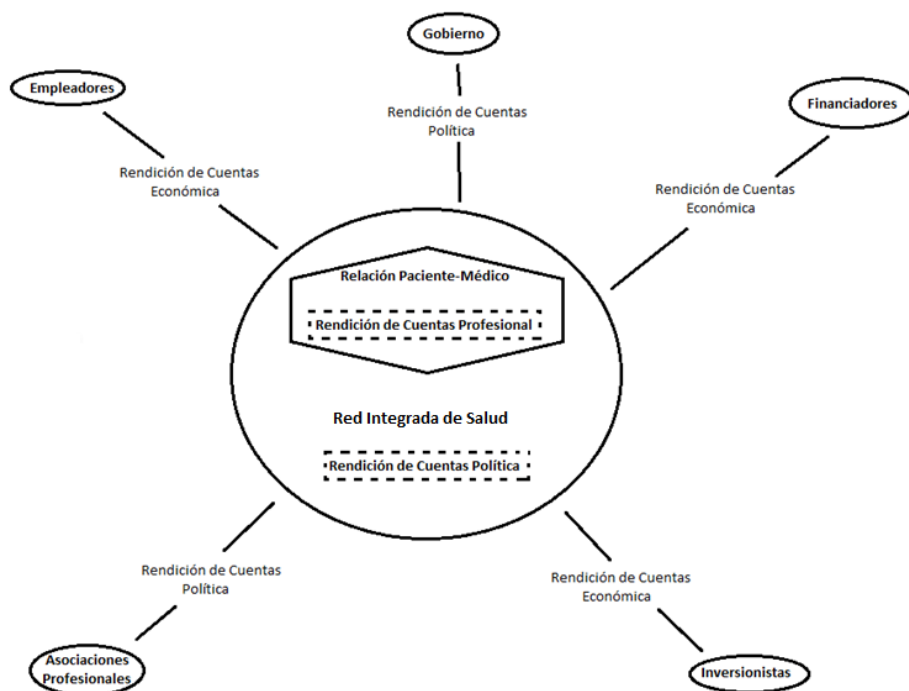 Gobierno
Empleadores
Financiadores
Rendición de Cuentas
Política
Rendición de Cuentas
Económica
Rendición de Cuentas
Económica
Relación Paciente-Médico
Rendición de Cuentas Profesional
Red Integrada de Salud
Rendición de Cuentas Política
Rendición de Cuentas
Política
Rendición de Cuentas
Económica
Asociaciones
Profesionales
Inversionistas